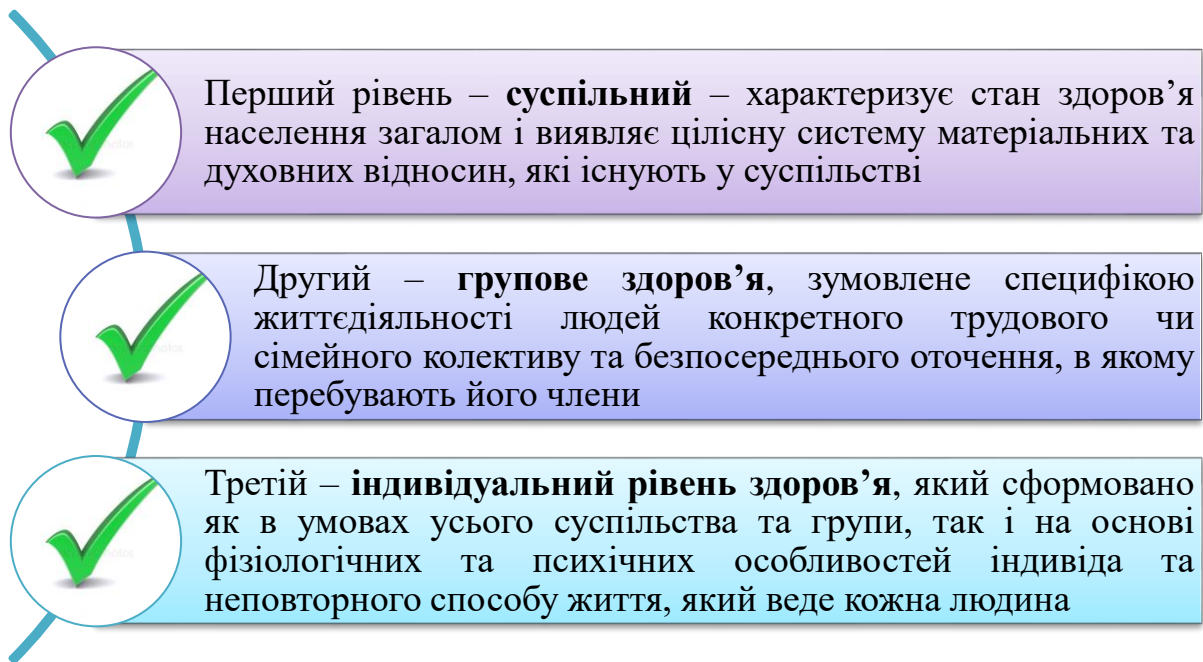 Перший рівень – суспільний – характеризує стан здоров’я
населення загалом і виявляє цілісну систему матеріальних та
духовних відносин, які існують у суспільстві
Другий – групове здоров’я, зумовлене специфікою
життєдіяльності людей конкретного трудового чи
сімейного колективу та безпосереднього оточення, в якому
перебувають його члени
Третій – індивідуальний рівень здоров’я, який сформовано
як в умовах усього суспільства та групи, так і на основі
фізіологічних та психічних особливостей індивіда та
неповторного способу життя, який веде кожна людина